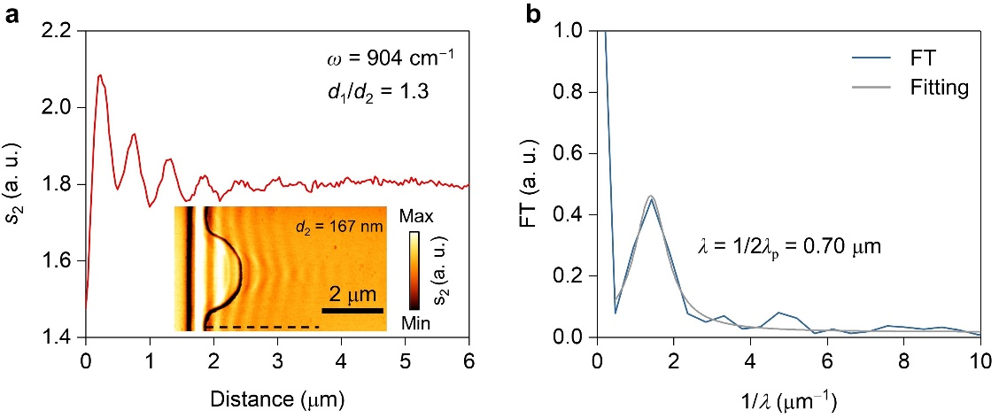 a
2.2
2.0
1.8
1.6
1.4
s₂ (a. u.)
ω = 904 cm⁻¹
d₁/d₂ = 1.3
d₂ = 167 nm
2 μm
Max
s₂ (a. u.)
Min
0 1 2 3 4 5 6
Distance (μm)
b
1.0
0.8
0.6
0.4
0.2
0.0
FT (a. u.)
FT
Fitting
λ = 1/2λₚ = 0.70 μm
0 2 4 6 8 10
1/λ (μm⁻¹)